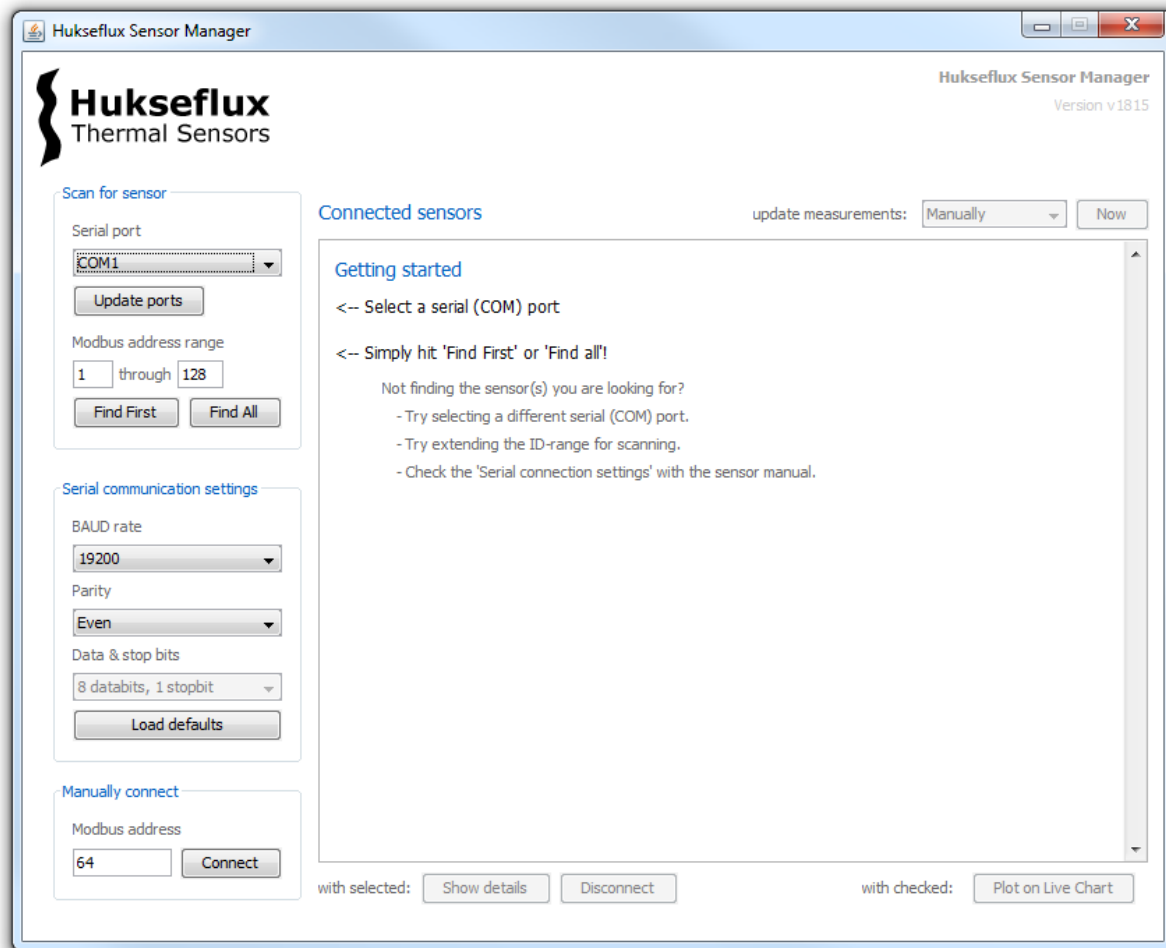 Hukseflux Sensor Manager
Hukseflux
Thermal Sensors
Hukseflux Sensor Manager
Version v1815
Scan for sensor
Serial port
COM1
Update ports
Modbus address range
1 through 128
Find First Find All
Serial communication settings
BAUD rate
19200
Parity
Even
Data & stop bits
8 databits, 1 stopbit
Load defaults
Manually connect
Modbus address
64 Connect
Connected sensors update measurements: Manually Now
Getting started
<-- Select a serial (COM) port
<-- Simply hit 'Find First' or 'Find all'!
Not finding the sensor(s) you are looking for?
- Try selecting a different serial (COM) port.
- Try extending the ID-range for scanning.
- Check the 'Serial connection settings' with the sensor manual.
with selected: Show details Disconnect with checked: Plot on Live Chart